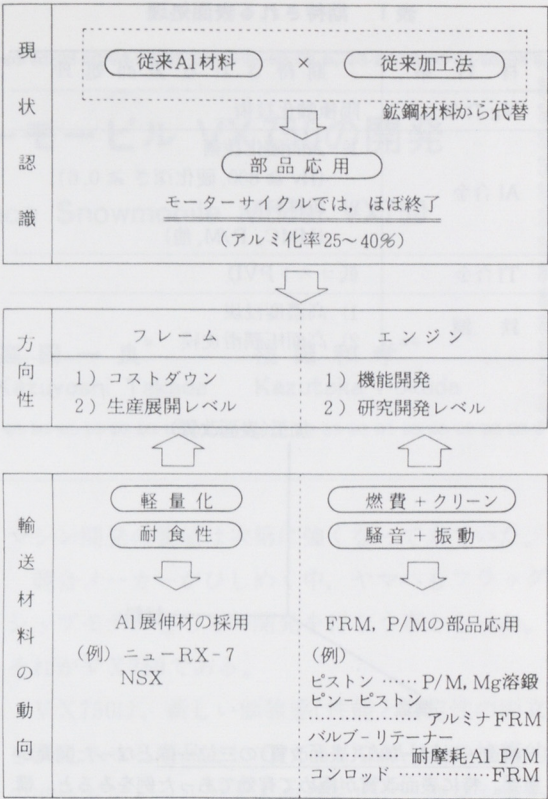 現状認識
従来Al材料 × 従来加工法
鉱鋼材料から代替
部品応用
モーターサイクルでは,ほぼ終了
(アルミ化率25～40%)
方向性
フレーム
1) コストダウン
2) 生産展開レベル
エンジン
1) 機能開発
2) 研究開発レベル
輸送材料の動向
軽量化
耐食性
Al展伸材の採用
(例) ニューRX-7
NSX
燃費+クリーン
騒音+振動
FRM, P/Mの部品応用
(例)
ピストン …… P/M, Mg溶鍛
ピン-ピストン
……………… アルミナFRM
バルブ-リテーナー
耐摩耗Al P/M
コンロッド …………… FRM